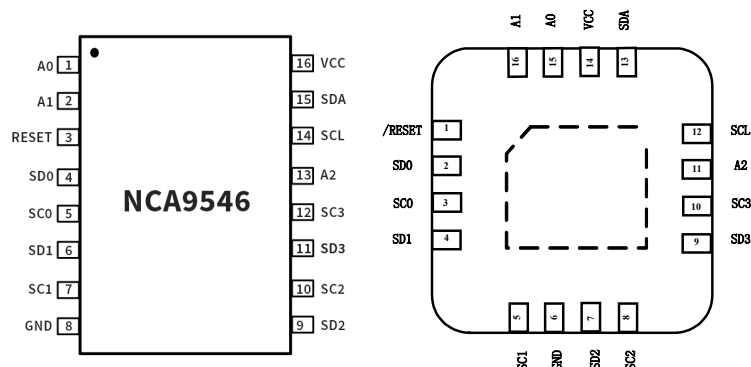 A0 1
A1 2
RESET 3
SD0 4
SC0 5
SD1 6
SC1 7
GND 8
NCA9546
16 VCC
15 SDA
14 SCL
13 A2
12 SC3
11 SD3
10 SC2
9 SD2
A1 A0 VCC SDA
16 15 14 13
/RESET 1
SD0 2
SC0 3
SD1 4
12 SCL
11 A2
10 SC3
9 SD3
5 6 7 8
SC1 GND SD2 SC2